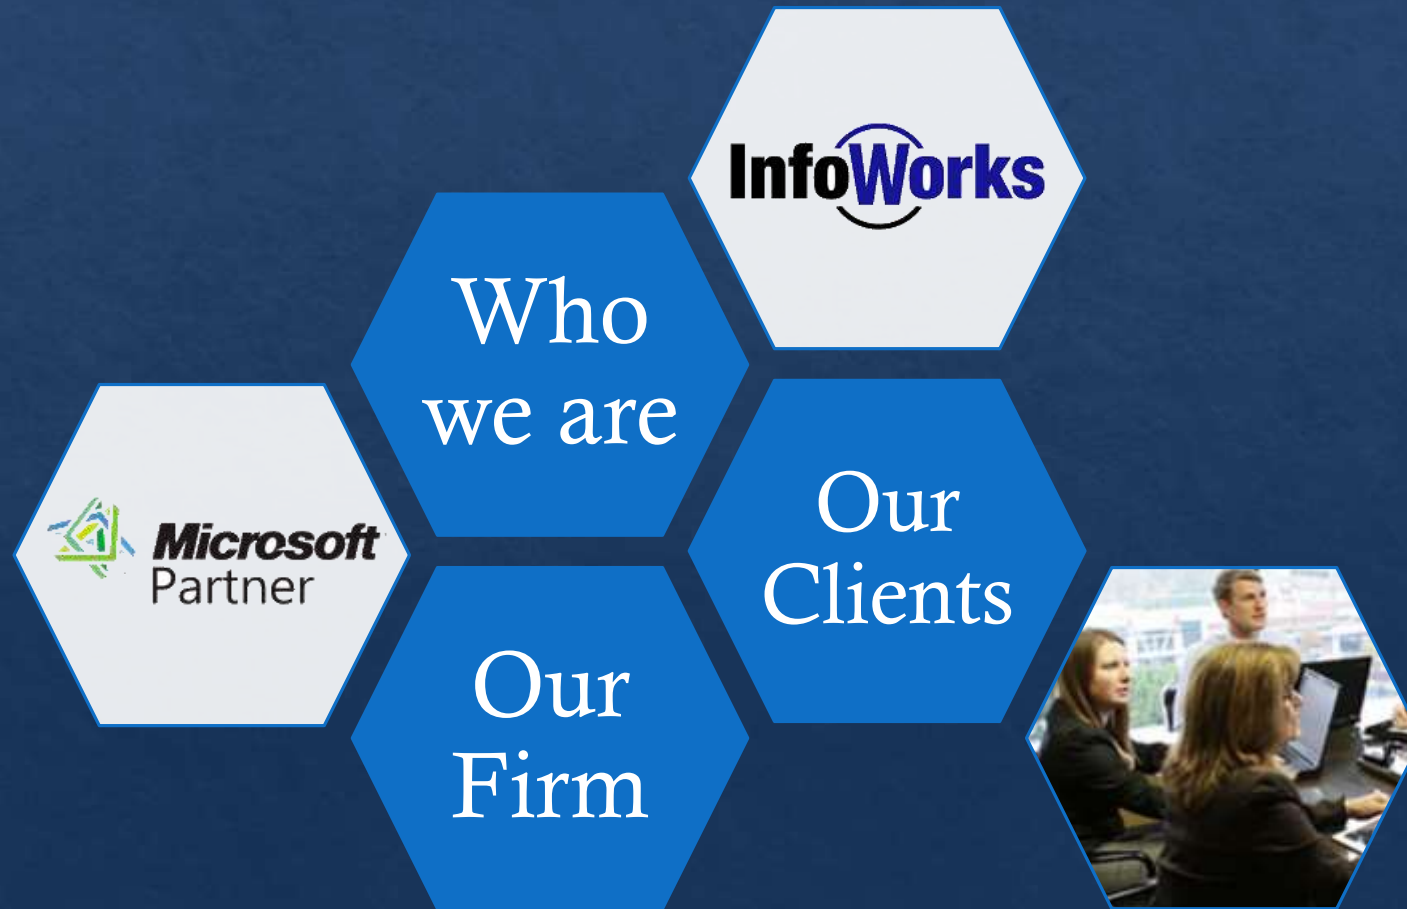 InfoWorks
Who
we are
Microsoft
Partner
Our
Clients
Our
Firm